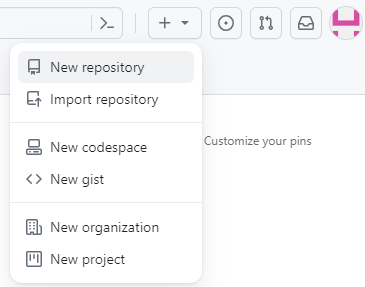 New repository
Import repository
New codespace
Customize your pins
New gist
New organization
New project